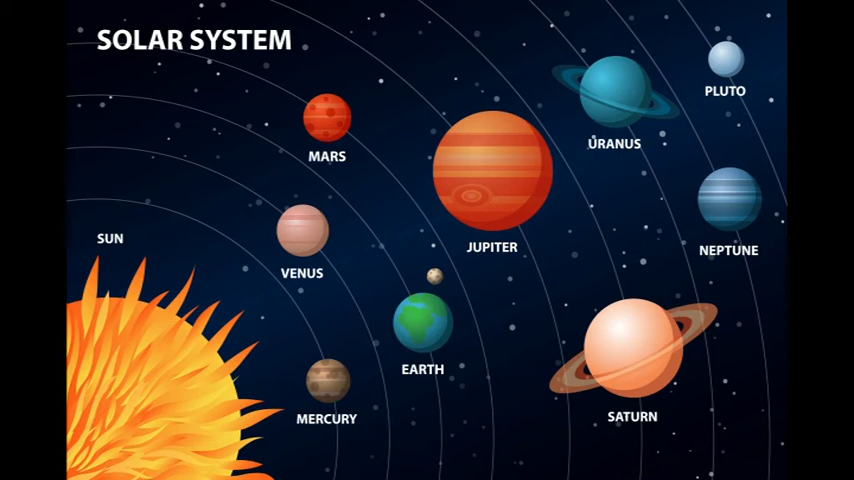 SOLAR SYSTEM
PLUTO
URANUS
MARS
JUPITER
NEPTUNE
SUN
VENUS
EARTH
SATURN
MERCURY